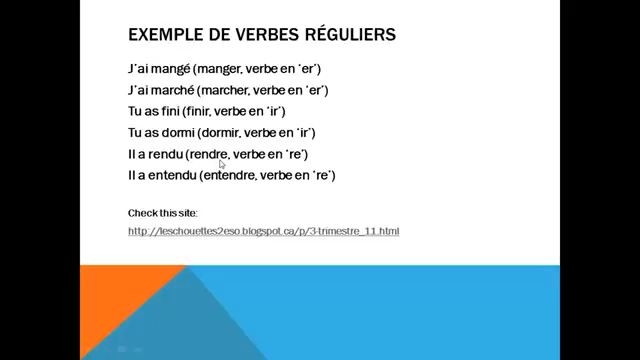 EXEMPLE DE VERBES RÉGULIERS
J'ai mangé (manger, verbe en 'er')
J'ai marché (marcher, verbe en 'er')
Tu as fini (finir, verbe en 'ir')
Tu as dormi (dormir, verbe en 'ir')
Il a rendu (rendre, verbe en 're')
Il a entendu (entendre, verbe en 're')
Check this site:
http://leschouettes2eso.blogspot.ca/p/3-trimestre_11.html